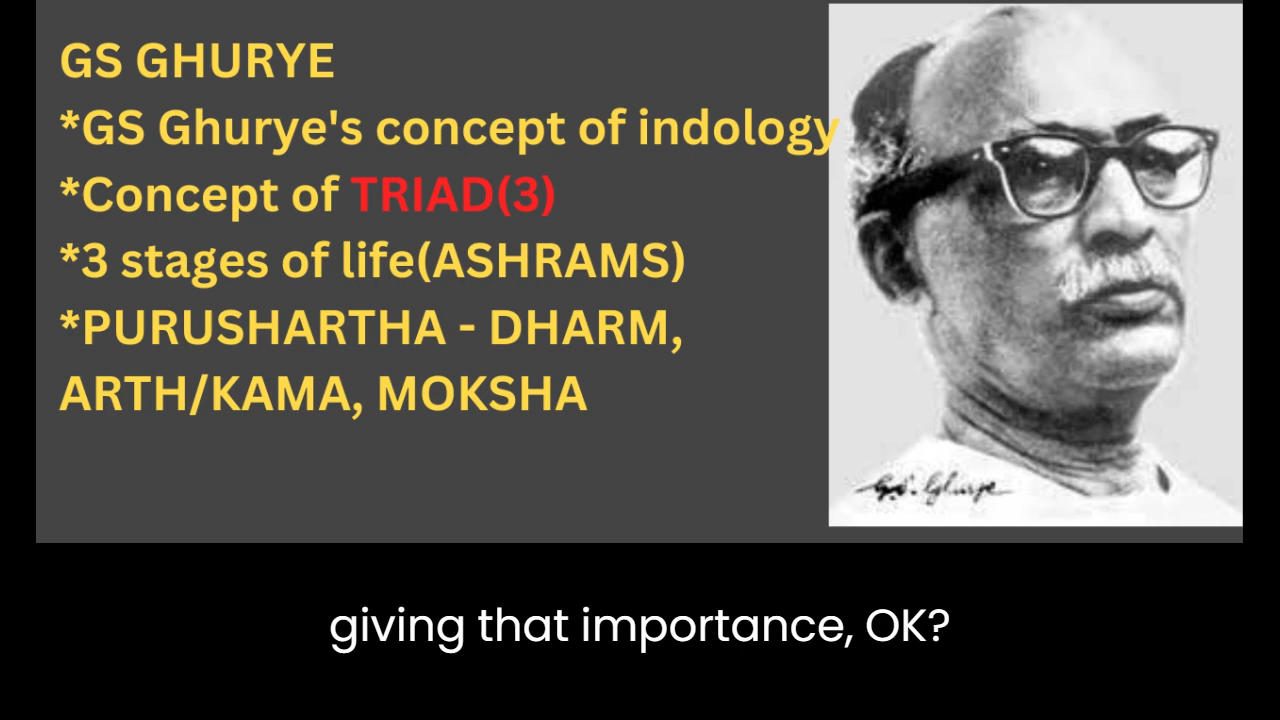 GS GHURYE
*GS Ghurye's concept of indology
*Concept of TRIAD(3)
*3 stages of life(ASHRAMS)
*PURUSHARTHA - DHARM,
ARTH/KAMA, MOKSHA
G.S. Ghurye
giving that importance, OK?